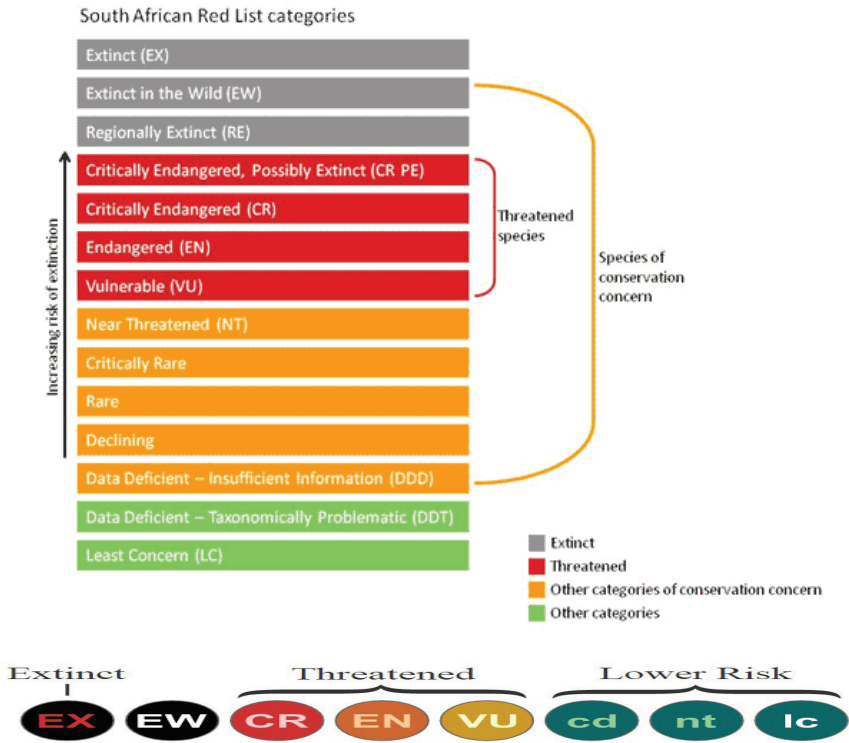 South African Red List categories
Extinct (EX)
Extinct in the Wild (EW)
Regionally Extinct (RE)
Critically Endangered, Possibly Extinct (CR PE)
Critically Endangered (CR)
Endangered (EN)
Vulnerable (VU)
Near Threatened (NT)
Critically Rare
Rare
Declining
Data Deficient – Insufficient Information (DDD)
Data Deficient – Taxonomically Problematic (DDT)
Least Concern (LC)
Increasing risk of extinction
Threatened
species
Species of
conservation
concern
Extinct
Threatened
Other categories of conservation concern
Other categories
Extinct
Threatened
Lower Risk
EX
EW
CR
EN
VU
cd
nt
lc